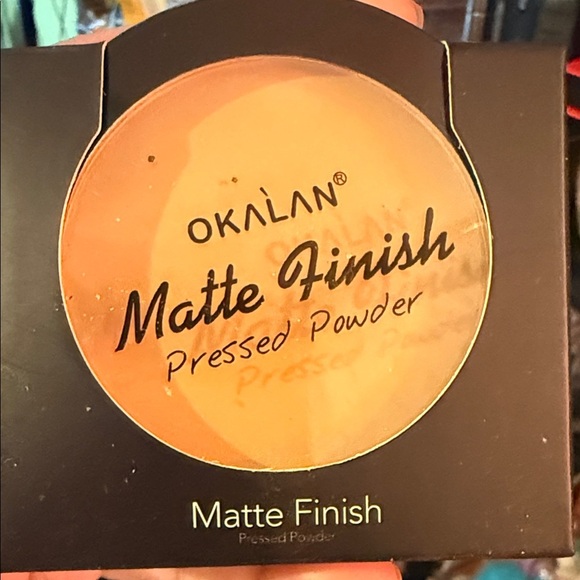 OKALAN®
Matte Finish
Pressed Powder
Matte Finish
Pressed Powder